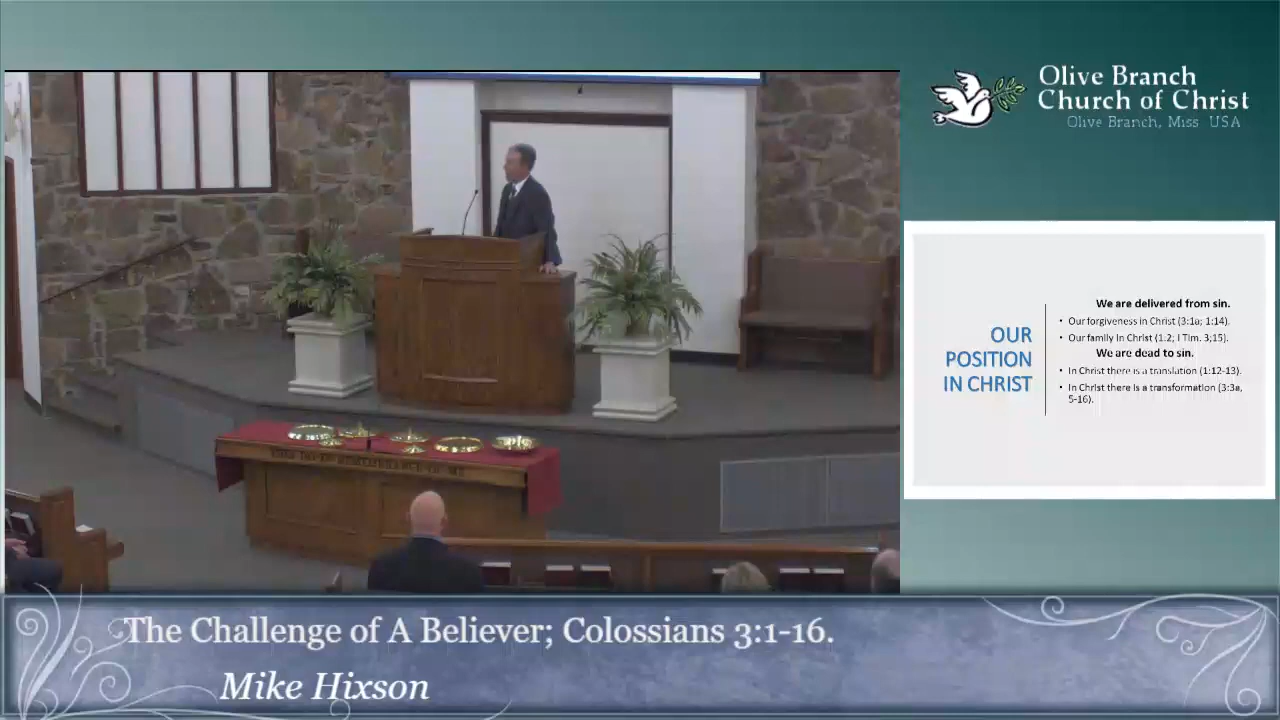 Olive Branch
Church of Christ
Olive Branch, Miss USA
OUR
POSITION
IN CHRIST
We are delivered from sin.
• Our forgiveness in Christ (3:1a; 1:14).
• Our family in Christ (1:2; I Tim. 3;15).
We are dead to sin.
• In Christ there is a translation (1:12-13).
• In Christ there is a transformation (3:3a,
5-16).
The Challenge of A Believer; Colossians 3:1-16.
Mike Hixson